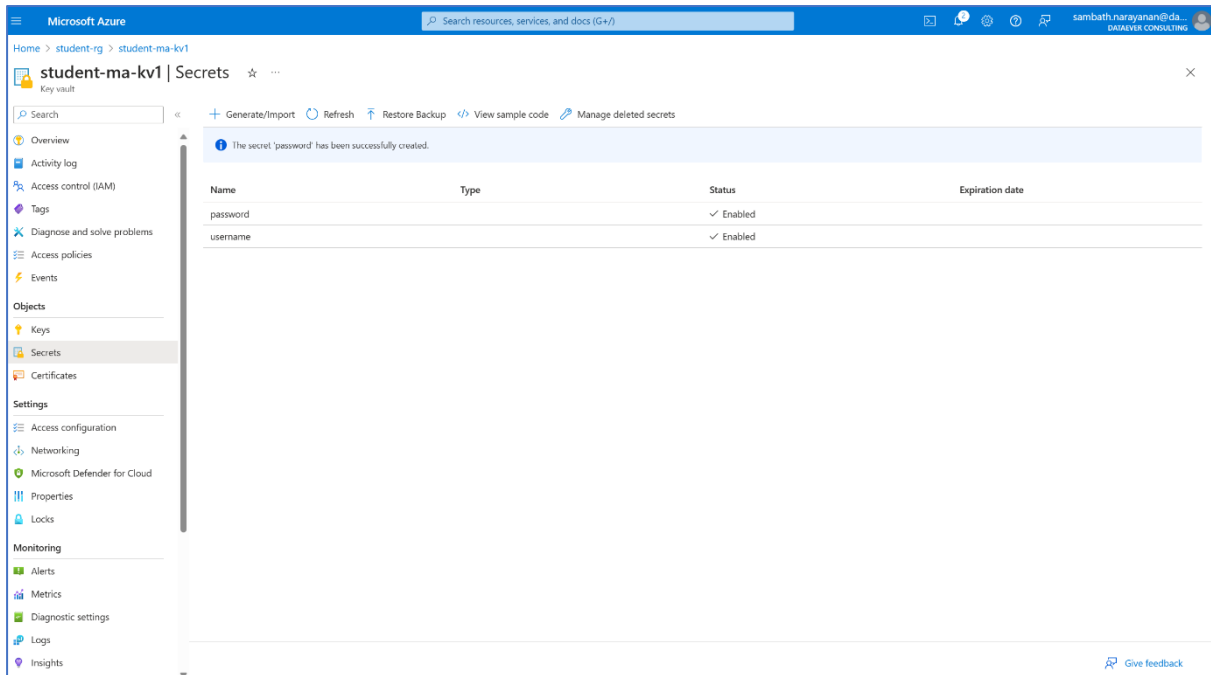 Microsoft Azure
Search resources, services, and docs (G+/)
2
sambath.narayanan@da...
DATAEVER CONSULTING
Home > student-rg > student-ma-kv1
student-ma-kv1 | Secrets
Key vault
Search
Generate/Import Refresh Restore Backup View sample code Manage deleted secrets
The secret 'password' has been successfully created.
Name Type Status Expiration date
password Enabled
username Enabled
Overview
Activity log
Access control (IAM)
Tags
Diagnose and solve problems
Access policies
Events
Objects
Keys
Secrets
Certificates
Settings
Access configuration
Networking
Microsoft Defender for Cloud
Properties
Locks
Monitoring
Alerts
Metrics
Diagnostic settings
Logs
Insights
Give feedback